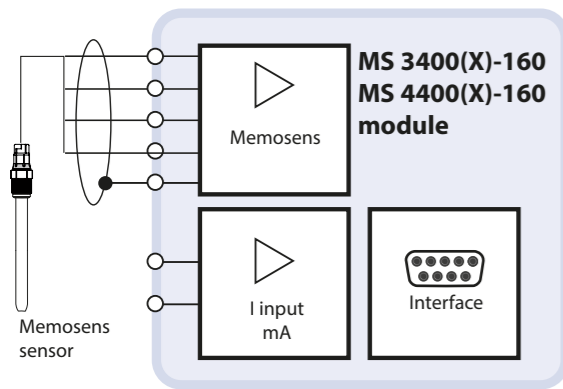 MS 3400(X)-160
MS 4400(X)-160
module
Memosens
I input
mA
Interface
Memosens
sensor